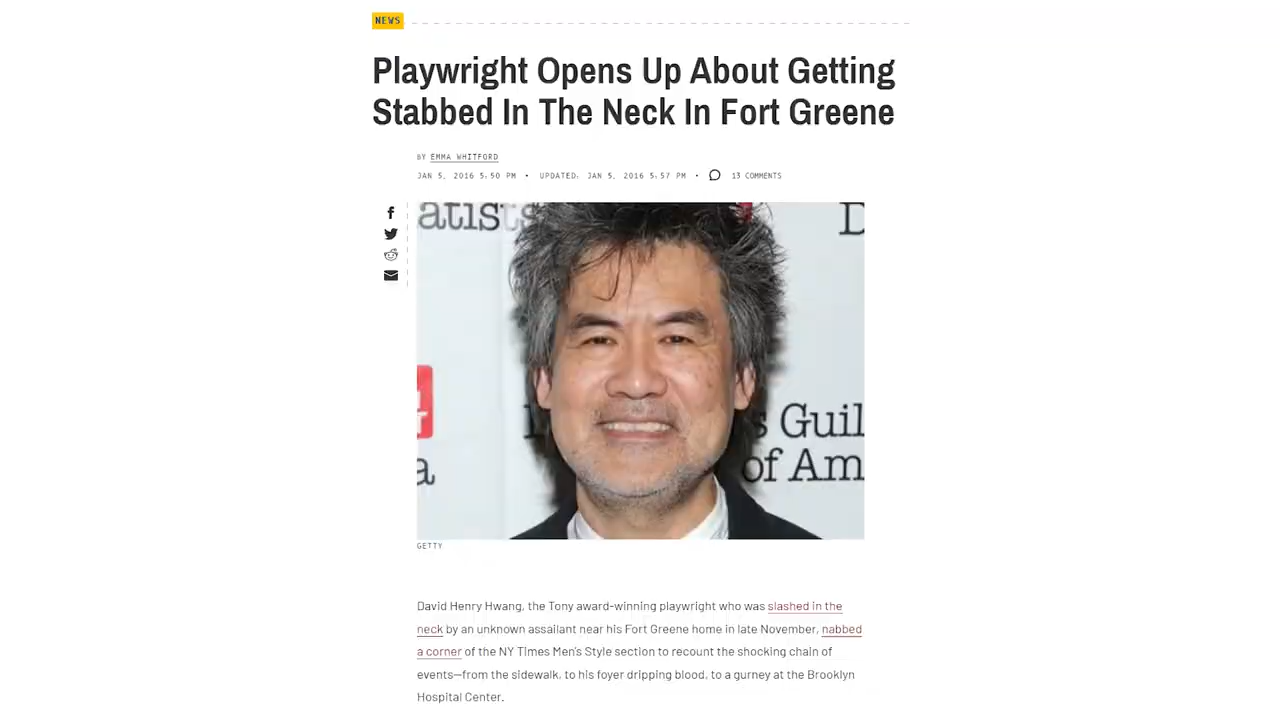 NEWS
Playwright Opens Up About Getting
Stabbed In The Neck In Fort Greene
BY EMMA WHITFORD
JAN 5, 2016 5:50 PM • UPDATED: JAN 5, 2016 5:57 PM • 13 COMMENTS
atists
D
s Guil
of Am
a
GETTY
David Henry Hwang, the Tony award-winning playwright who was slashed in the
neck by an unknown assailant near his Fort Greene home in late November, nabbed
a corner of the NY Times Men's Style section to recount the shocking chain of
events—from the sidewalk, to his foyer dripping blood, to a gurney at the Brooklyn
Hospital Center.